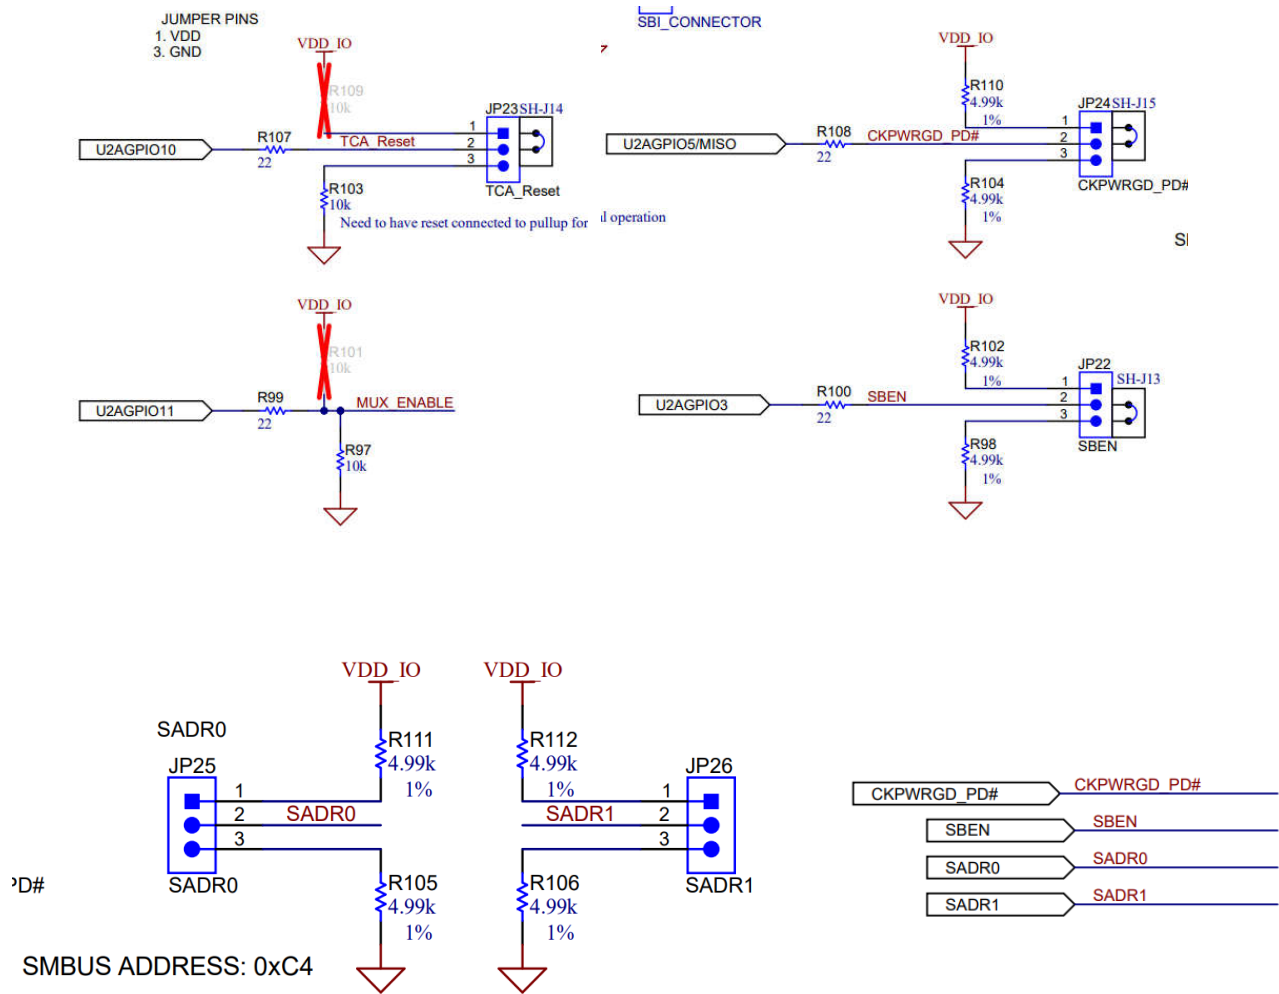 JUMPER PINS
1. VDD
3. GND
VDD_IO
R109
10k
JP23
SH-J14
1
2
3
U2AGPIO10
R107
22
TCA_Reset
TCA_Reset
R103
10k
Need to have reset connected to pullup for
l operation
SBI_CONNECTOR
VDD_IO
R110
4.99k
1%
JP24
SH-J15
1
2
3
U2AGPIO5/MISO
R108
22
CKPWRGD_PD#
CKPWRGD_PD#
R104
4.99k
1%
VDD_IO
R101
10k
U2AGPIO11
R99
22
MUX_ENABLE
R97
10k
VDD_IO
R102
4.99k
1%
JP22
SH-J13
1
2
3
U2AGPIO3
R100
22
SBEN
SBEN
R98
4.99k
1%
VDD_IO
SADR0
JP25
R111
4.99k
1%
1
2
3
SADR0
SADR0
R105
4.99k
1%
VDD_IO
R112
4.99k
1%
JP26
1
2
3
SADR1
SADR1
R106
4.99k
1%
PD#
SMBUS ADDRESS: 0xC4
CKPWRGD_PD#
CKPWRGD_PD#
SBEN
SBEN
SADR0
SADR0
SADR1
SADR1